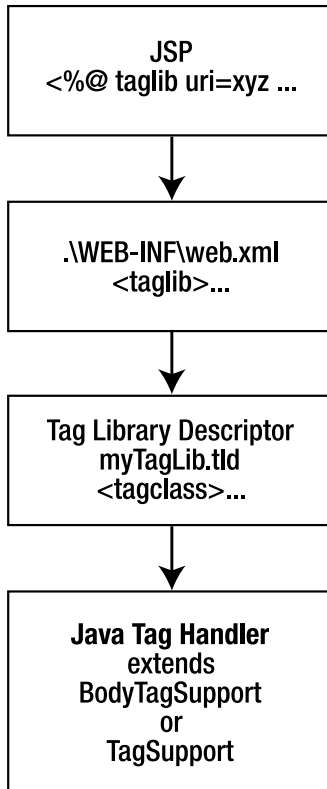 JSP
<%@ taglib uri=xyz ...
.\WEB-INF\web.xml
<taglib>...
Tag Library Descriptor
myTagLib.tld
<tagclass>...
Java Tag Handler
extends
BodyTagSupport
or
TagSupport